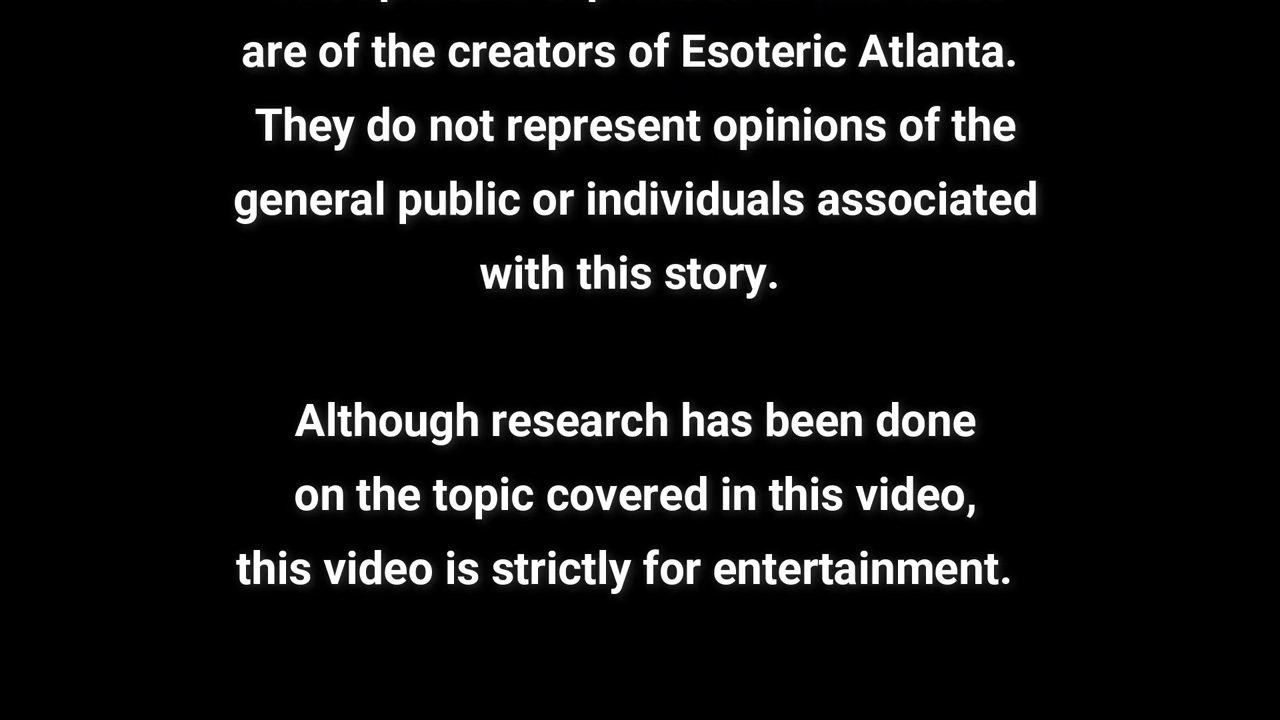 are of the creators of Esoteric Atlanta.
They do not represent opinions of the
general public or individuals associated
with this story.
Although research has been done
on the topic covered in this video,
this video is strictly for entertainment.